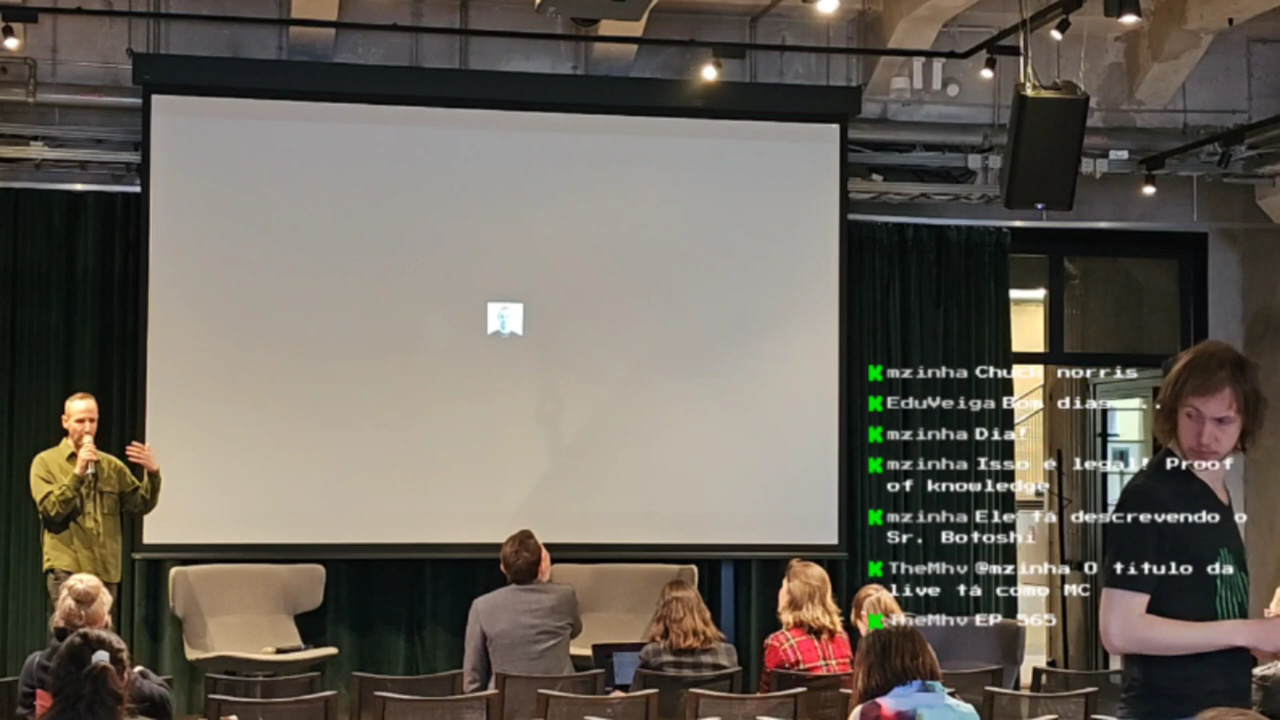 mzinha Chuck norris
EduVeiga Bom dias....
mzinha Dia!
mzinha Isso é legal! Proof
of knowledge
mzinha Ele tá descrevendo o
Sr. Botoshi
TheMhv @mzinha O titulo da
live tá como MC
TheMhv EP 565